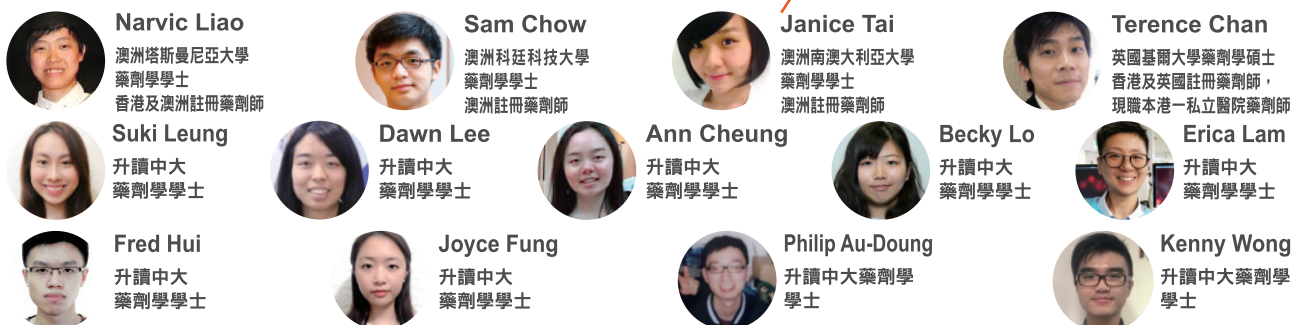 Narvic Liao
澳洲塔斯曼尼亞大學
藥劑學學士
香港及澳洲註冊藥劑師
Sam Chow
澳洲科廷科技大學
藥劑學學士
澳洲註冊藥劑師
Janice Tai
澳洲南澳大利亞大學
藥劑學學士
澳洲註冊藥劑師
Terence Chan
英國基爾大學藥劑學碩士
香港及英國註冊藥劑師，
現職本港一私立醫院藥劑師
Suki Leung
升讀中大
藥劑學學士
Dawn Lee
升讀中大
藥劑學學士
Ann Cheung
升讀中大
藥劑學學士
Becky Lo
升讀中大
藥劑學學士
Erica Lam
升讀中大
藥劑學學士
Fred Hui
升讀中大
藥劑學學士
Joyce Fung
升讀中大
藥劑學學士
Philip Au-Doung
升讀中大藥劑學
學士
Kenny Wong
升讀中大藥劑學
學士